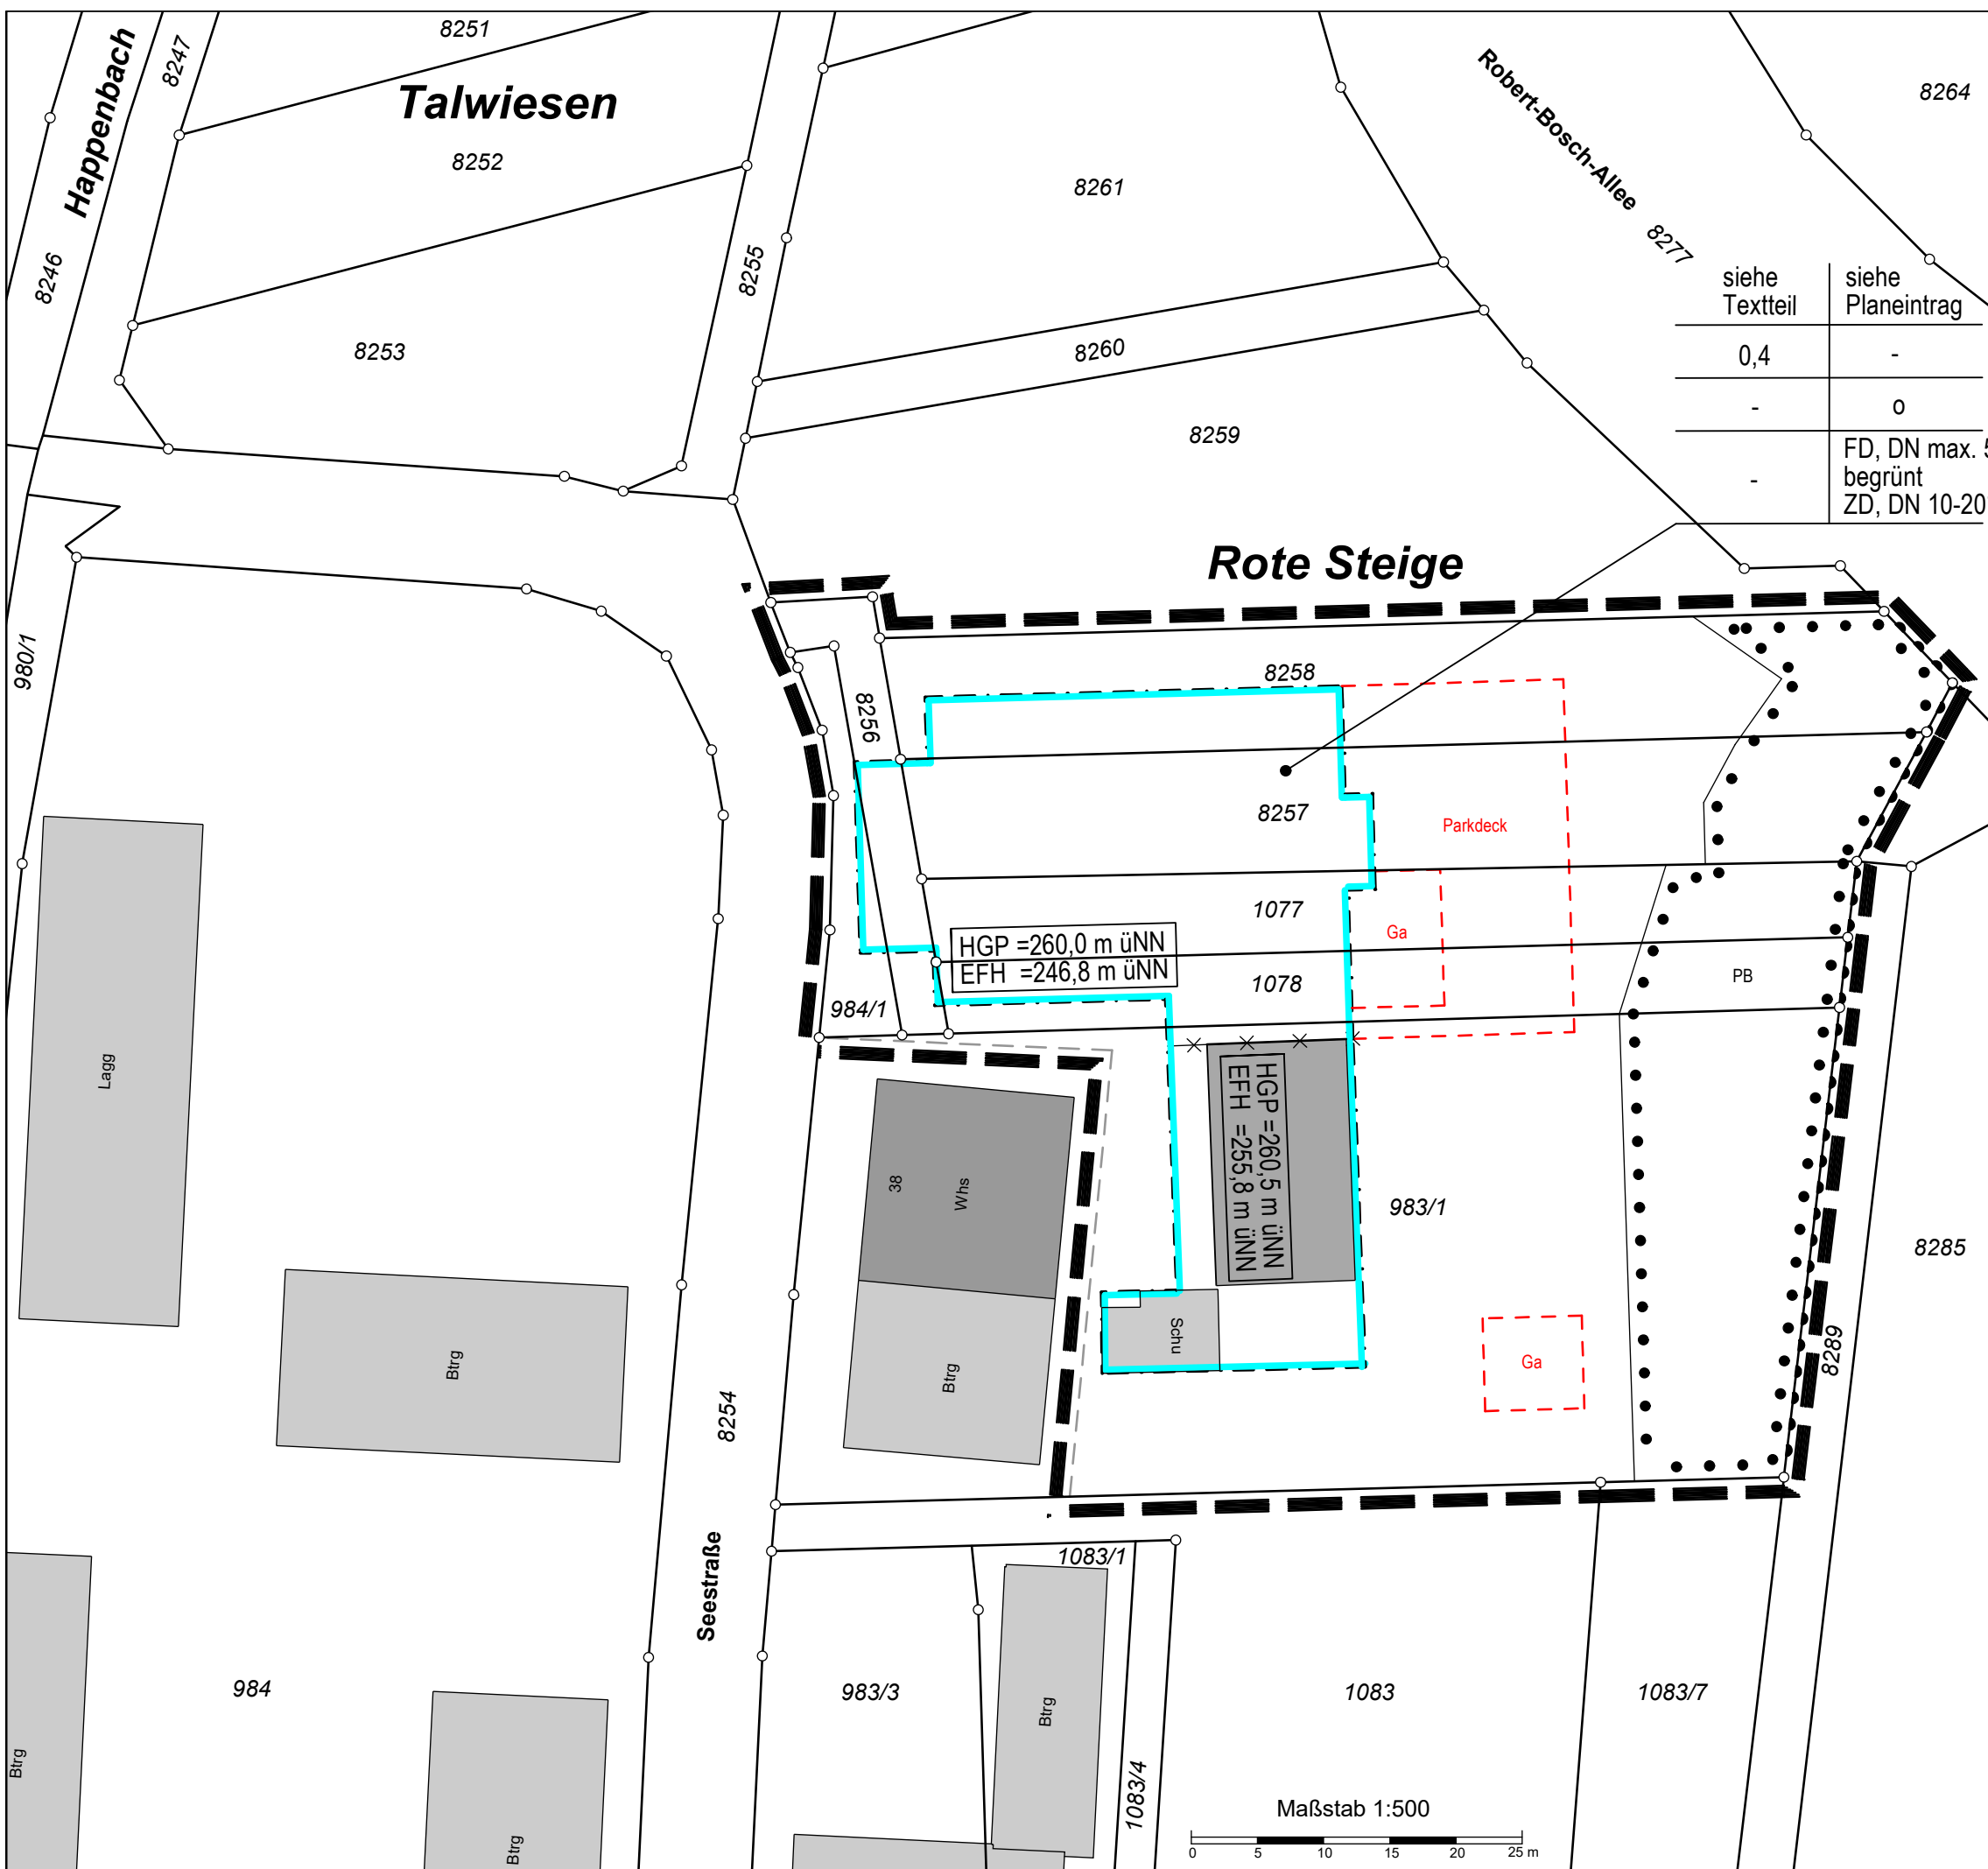 8251
8247
Happenbach
Talwiesen
Robert-Bosch-Allee
8264
8252
8261
8277
8246
8255
siehe
Textteil
siehe
Planeintrag
8253
8260
0,4
-
-
o
8259
-
FD, DN max. 5
begrünt
ZD, DN 10-20
Rote Steige
980/1
8258
8256
8257
Parkdeck
1077
Ga
HGP =260,0 m üNN
EFH =246,8 m üNN
1078
PB
984/1
Lagg
HGP =260,5 m üNN
EFH =255,8 m üNN
38
Whs
983/1
8285
Schu
8289
Ga
Btrg
Btrg
8254
1083/1
Seestraße
984
983/3
Btrg
1083
1083/7
Btrg
1083/4
Btrg
Maßstab 1:500
0 5 10 15 20 25 m